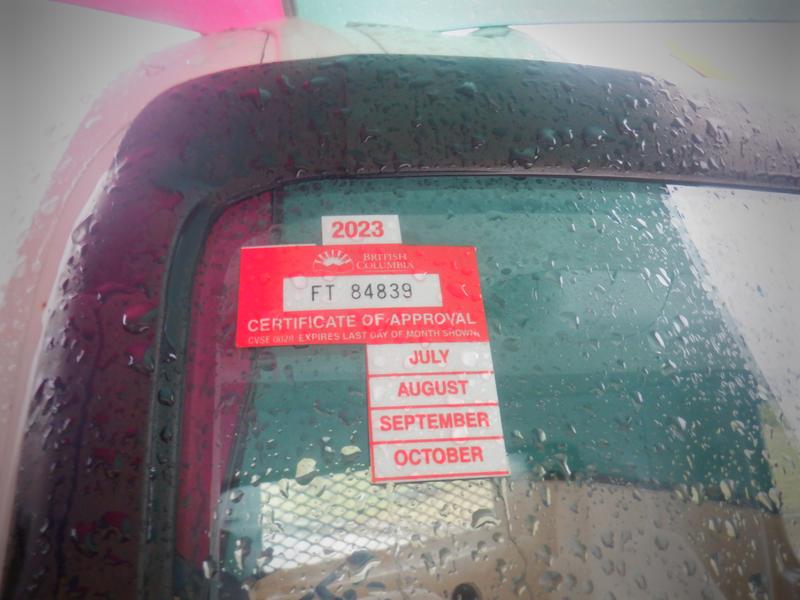 2023
BRITISH
COLUMBIA
FT 84839
CERTIFICATE OF APPROVAL
CVSE 0028 EXPIRES LAST DAY OF MONTH SHOWN
JULY
AUGUST
SEPTEMBER
OCTOBER